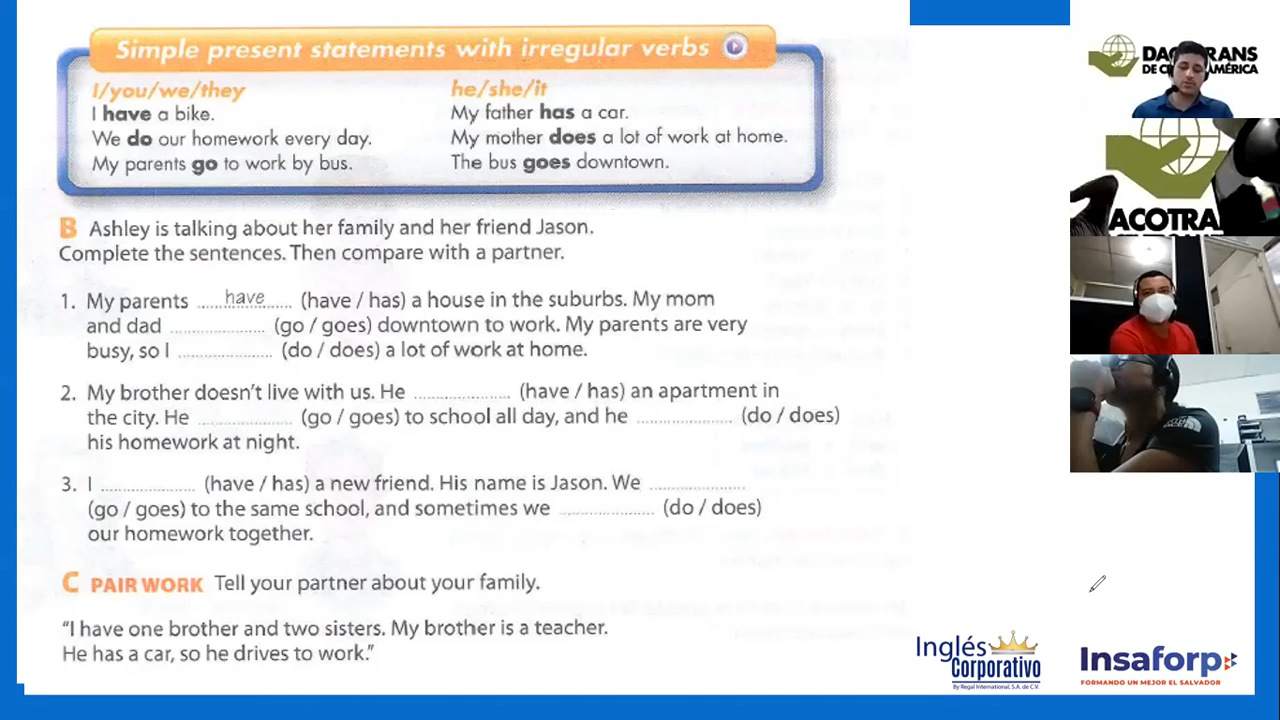 Simple present statements with irregular verbs
I/you/we/they
I have a bike.
We do our homework every day.
My parents go to work by bus.
he/she/it
My father has a car.
My mother does a lot of work at home.
The bus goes downtown.
B Ashley is talking about her family and her friend Jason.
Complete the sentences. Then compare with a partner.
1. My parents have (have / has) a house in the suburbs. My mom
and dad .................... (go / goes) downtown to work. My parents are very
busy, so I .................... (do / does) a lot of work at home.
2. My brother doesn't live with us. He .................... (have / has) an apartment in
the city. He .................... (go / goes) to school all day, and he .................... (do / does)
his homework at night.
3. I .................... (have / has) a new friend. His name is Jason. We ....................
(go / goes) to the same school, and sometimes we .................... (do / does)
our homework together.
C PAIR WORK Tell your partner about your family.
"I have one brother and two sisters. My brother is a teacher.
He has a car, so he drives to work."
DE AMÉRICA
ACOTRA
Inglés
Corporativo
By Regal International, S.A. de C.V.
Insaforp
FORMANDO UN MEJOR EL SALVADOR